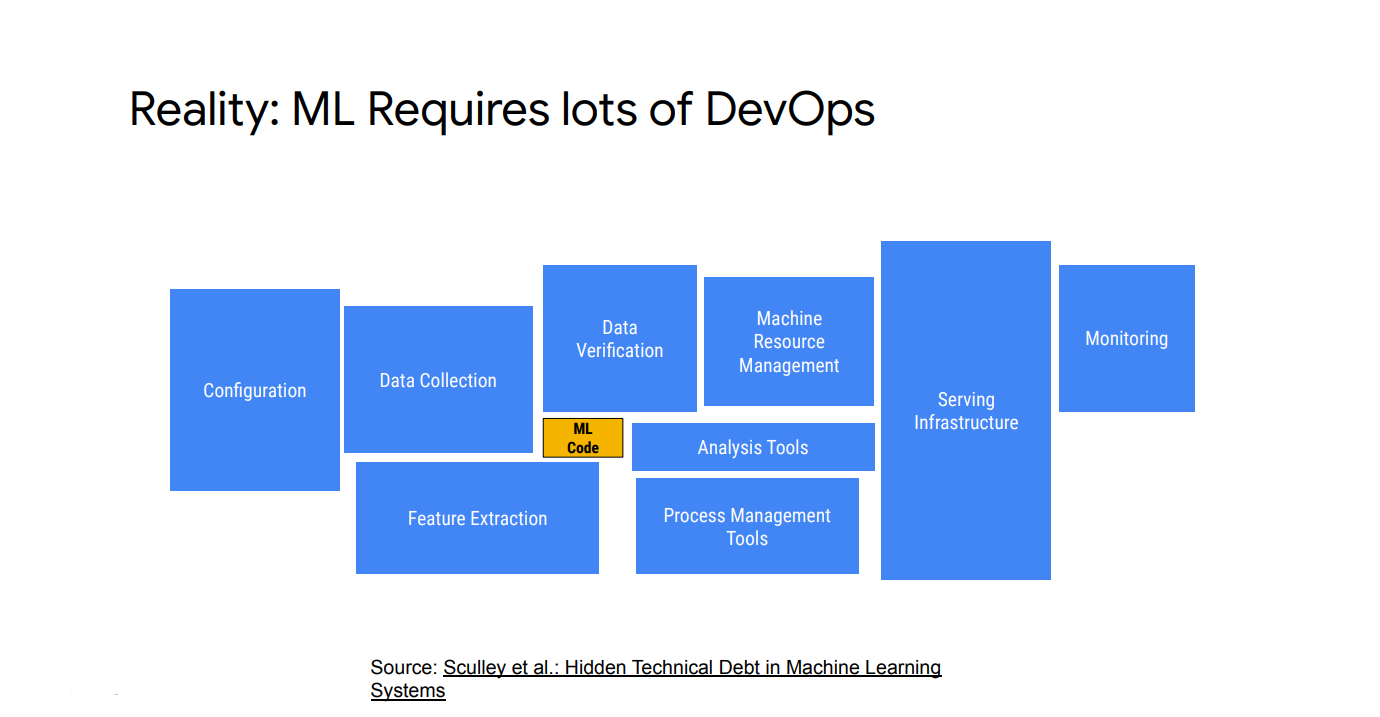 Reality: ML Requires lots of DevOps
Configuration
Data Collection
Data
Verification
Machine
Resource
Management
Serving
Infrastructure
Monitoring
ML
Code
Analysis Tools
Feature Extraction
Process Management
Tools
Source: Sculley et al.: Hidden Technical Debt in Machine Learning
Systems